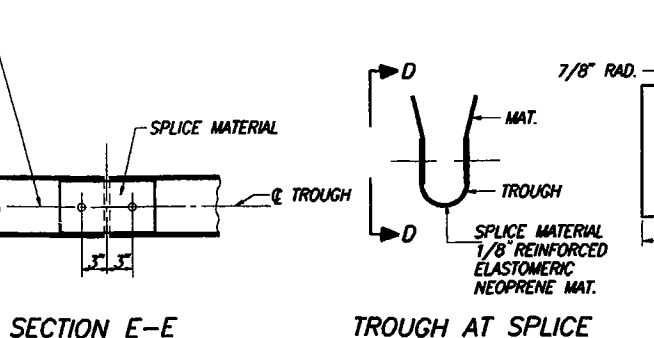 SPLICE MATERIAL
℄ TROUGH
3" 3"
SECTION E-E
D
D
MAT.
TROUGH
SPLICE MATERIAL
1/8" REINFORCED
ELASTOMERIC
NEOPRENE MAT.
TROUGH AT SPLICE
7/8" RAD.